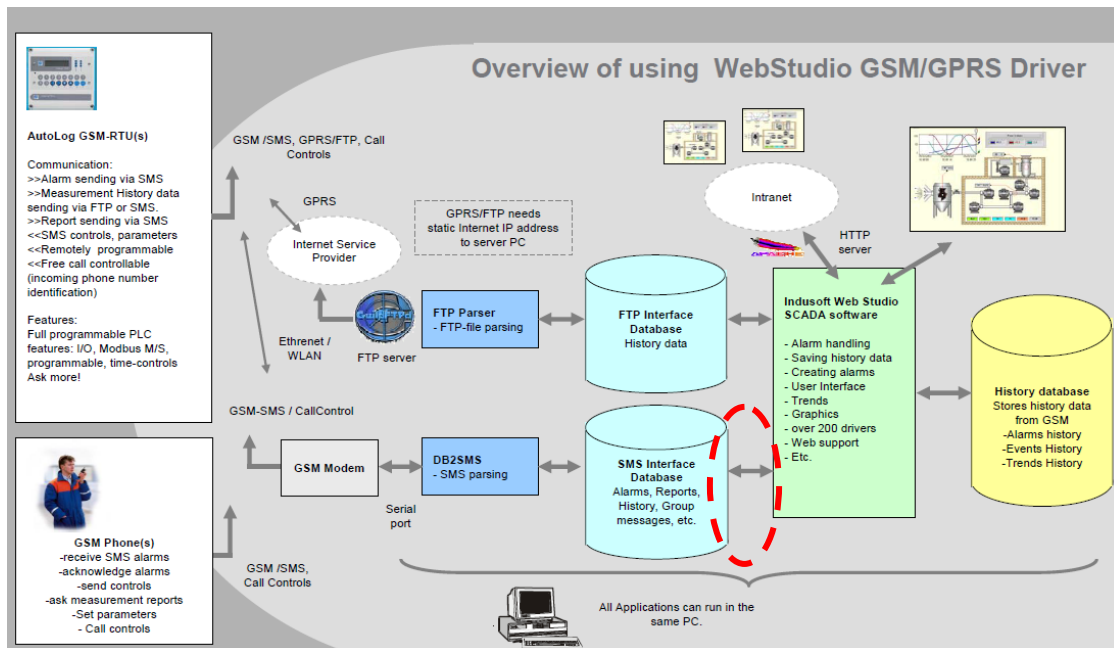 Overview of using WebStudio GSM/GPRS Driver
AutoLog GSM-RTU(s)
Communication:
>>Alarm sending via SMS
>>Measurement History data
sending via FTP or SMS.
>>Report sending via SMS
<<SMS controls, parameters
<<Remotely programmable
<<Free call controllable
(incoming phone number
identification)
Features:
Full programable PLC
features: I/O, Modbus M/S,
programable, time-controls
Ask more!
GSM Phone(s)
-receive SMS alarms
-acknowledge alarms
-send controls
-ask measurement reports
-Set parameters
- Call controls
GSM /SMS, GPRS/FTP, Call
Controls
GPRS
Internet Service
Provider
GPRS/FTP needs
static Internet IP address
to server PC
Ethrenet /
WLAN
FTP server
FTP Parser
- FTP-file parsing
FTP Interface
Database
History data
Intranet
HTTP
server
Indusoft Web Studio
SCADA software
- Alarm handling
- Saving history data
- Creating alarms
- User Interface
- Trends
- Graphics
- over 200 drivers
- Web support
- Etc.
History database
Stores history data
from GSM
-Alarms history
-Events History
-Trends History
GSM-SMS / CallControl
GSM Modem
Serial
port
DB2SMS
- SMS parsing
SMS Interface
Database
Alarms, Reports,
History, Group
messages, etc.
GSM /SMS,
Call Controls
All Applications can run in the
same PC.